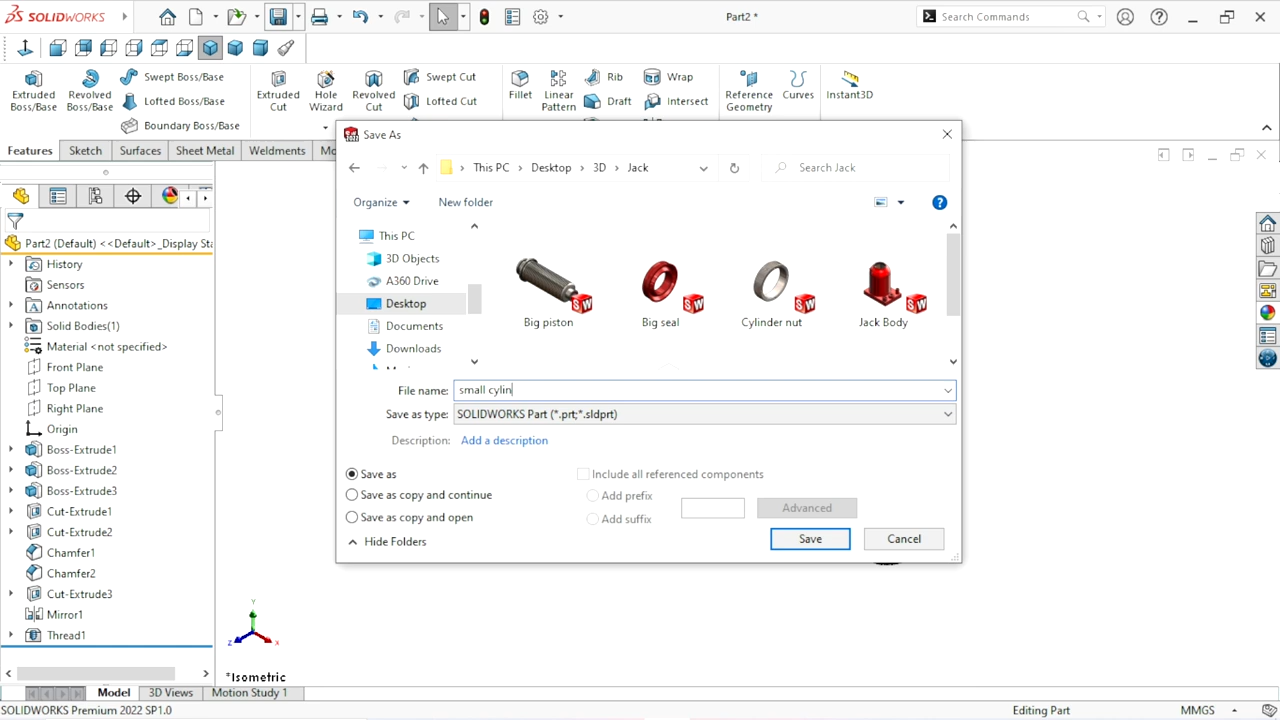 SOLIDWORKS
Part2 *
Search Commands
Extruded Boss/Base
Revolved Boss/Base
Swept Boss/Base
Lofted Boss/Base
Boundary Boss/Base
Extruded Cut
Hole Wizard
Revolved Cut
Swept Cut
Lofted Cut
Fillet
Linear Pattern
Rib
Draft
Wrap
Intersect
Reference Geometry
Curves
Instant3D
Features
Sketch
Surfaces
Sheet Metal
Weldments
Mo
Part2 (Default) <<Default>_Display Sta
History
Sensors
Annotations
Solid Bodies(1)
Material <not specified>
Front Plane
Top Plane
Right Plane
Origin
Boss-Extrude1
Boss-Extrude2
Boss-Extrude3
Cut-Extrude1
Cut-Extrude2
Chamfer1
Chamfer2
Cut-Extrude3
Mirror1
Thread1
Save As
This PC > Desktop > 3D > Jack
Search Jack
Organize
New folder
This PC
3D Objects
A360 Drive
Desktop
Documents
Downloads
Big piston
Big seal
Cylinder nut
Jack Body
File name: small cylin
Save as type: SOLIDWORKS Part (*.prt;*.sldprt)
Description: Add a description
Save as
Save as copy and continue
Save as copy and open
Include all referenced components
Add prefix
Add suffix
Advanced
Hide Folders
Save
Cancel
Y
Z
X
*Isometric
Model
3D Views
Motion Study 1
SOLIDWORKS Premium 2022 SP1.0
Editing Part
MMGS